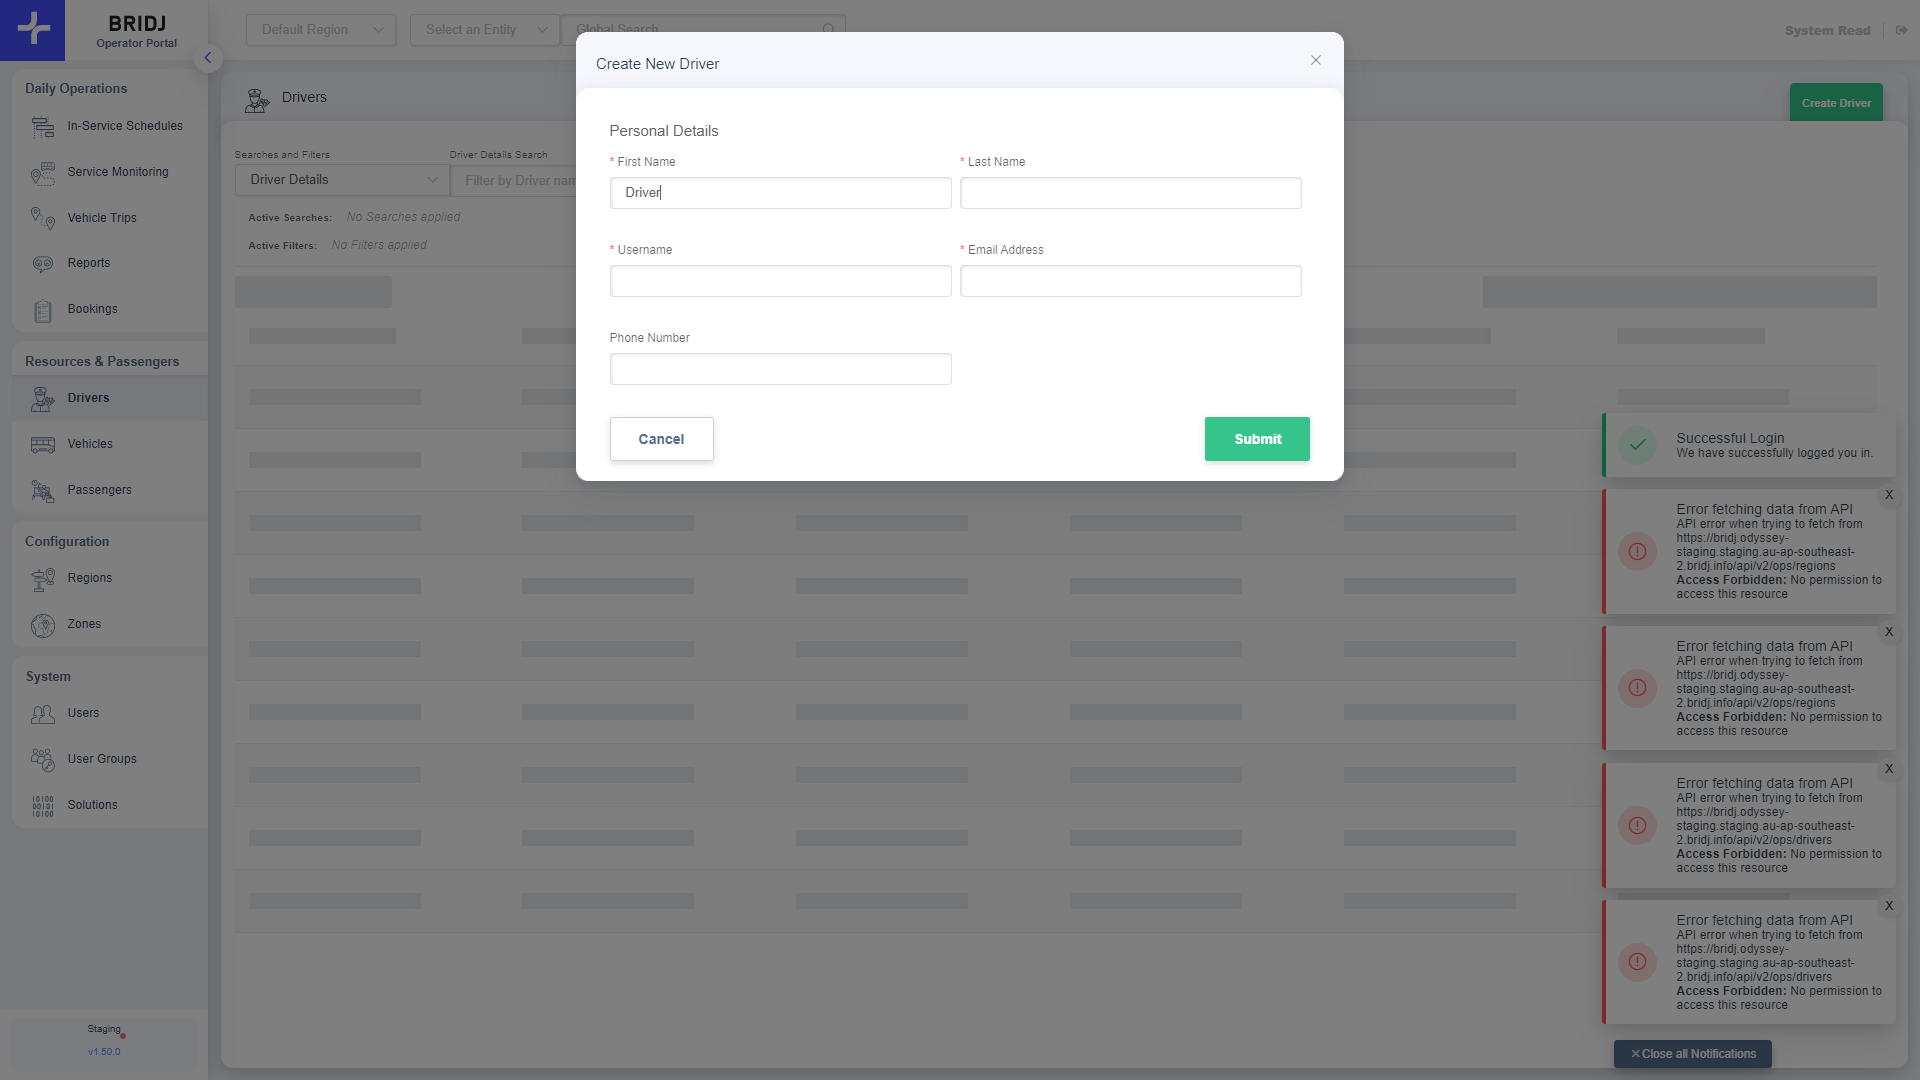 BRIDJ
Operator Portal
Default Region
Select an Entity
Global Search
System Read
Daily Operations
In-Service Schedules
Service Monitoring
Vehicle Trips
Reports
Bookings
Resources & Passengers
Drivers
Vehicles
Passengers
Configuration
Regions
Zones
System
Users
User Groups
Solutions
Staging
v1.50.0
Drivers
Create Driver
Searches and Filters
Driver Details Search
Driver Details
Filter by Driver nam
Active Searches: No Searches applied
Active Filters: No Filters applied
Create New Driver
Personal Details
* First Name
* Last Name
Driver
* Username
* Email Address
Phone Number
Cancel
Submit
Successful Login
We have successfully logged you in.
X
Error fetching data from API
API error when trying to fetch from
https://bridj.odyssey-
staging.staging.au-ap-southeast-
2.bridj.info/api/v2/ops/regions
Access Forbidden: No permission to
access this resource
X
Error fetching data from API
API error when trying to fetch from
https://bridj.odyssey-
staging.staging.au-ap-southeast-
2.bridj.info/api/v2/ops/regions
Access Forbidden: No permission to
access this resource
X
Error fetching data from API
API error when trying to fetch from
https://bridj.odyssey-
staging.staging.au-ap-southeast-
2.bridj.info/api/v2/ops/drivers
Access Forbidden: No permission to
access this resource
X
Error fetching data from API
API error when trying to fetch from
https://bridj.odyssey-
staging.staging.au-ap-southeast-
2.bridj.info/api/v2/ops/drivers
Access Forbidden: No permission to
access this resource
Close all Notifications